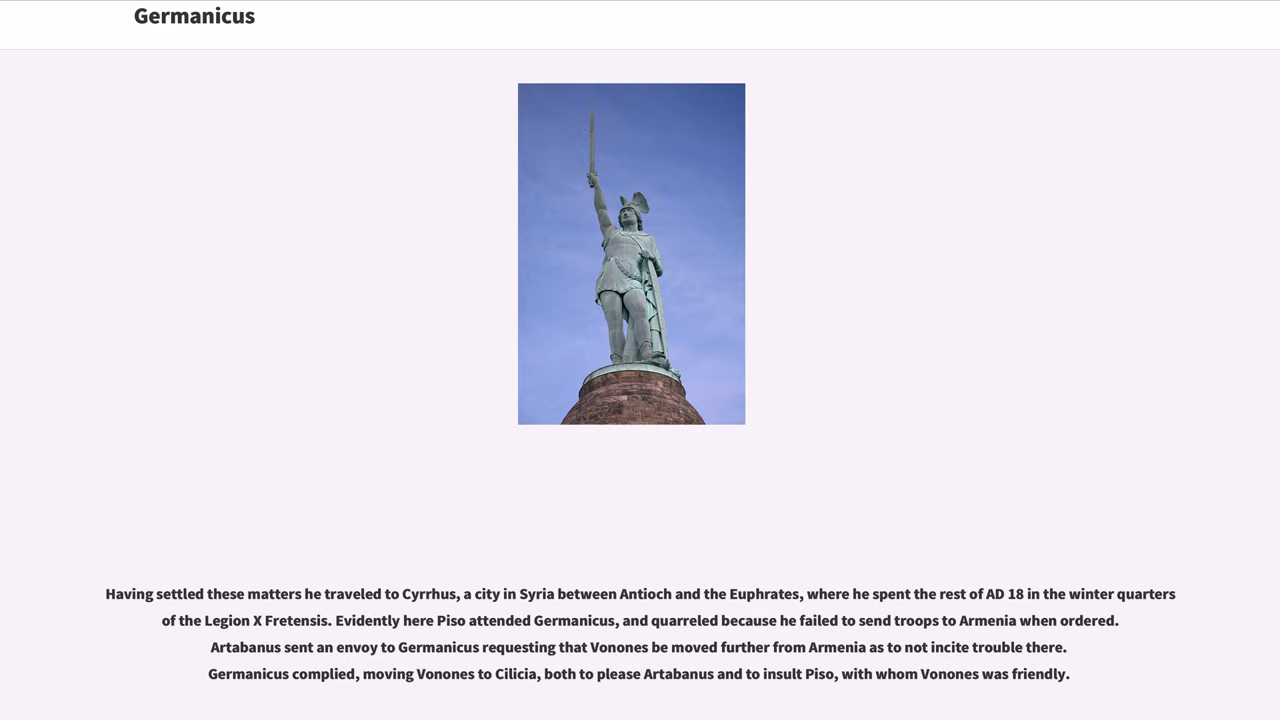 Germanicus
Having settled these matters he traveled to Cyrrhus, a city in Syria between Antioch and the Euphrates, where he spent the rest of AD 18 in the winter quarters
of the Legion X Fretensis. Evidently here Piso attended Germanicus, and quarreled because he failed to send troops to Armenia when ordered.
Artabanus sent an envoy to Germanicus requesting that Vonones be moved further from Armenia as to not incite trouble there.
Germanicus complied, moving Vonones to Cilicia, both to please Artabanus and to insult Piso, with whom Vonones was friendly.